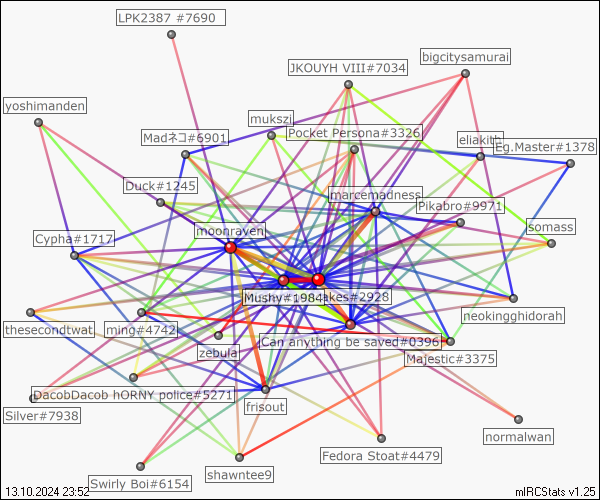 LPK2387 #7690
bigcitysamurai
JKOUYH VIII#7034
yoshimanden
mukszi
Madネコ#6901
Pocket Persona#3326
eliakith
Eg.Master#1378
Duck#1245
marcemadness
Pikabro#9971
moonraven
somass
Cypha#1717
Mushy#1984
akes#2928
neokingghidorah
thesecondtwat
ming#4742
Can anything be saved#0396
zebula
Majestic#3375
DacobDacob hORNY police#5271
frisout
Silver#7938
normalwan
Fedora Stoat#4479
shawntee9
Swirly Boi#6154
13.10.2024 23:52
mIRCStats v1.25